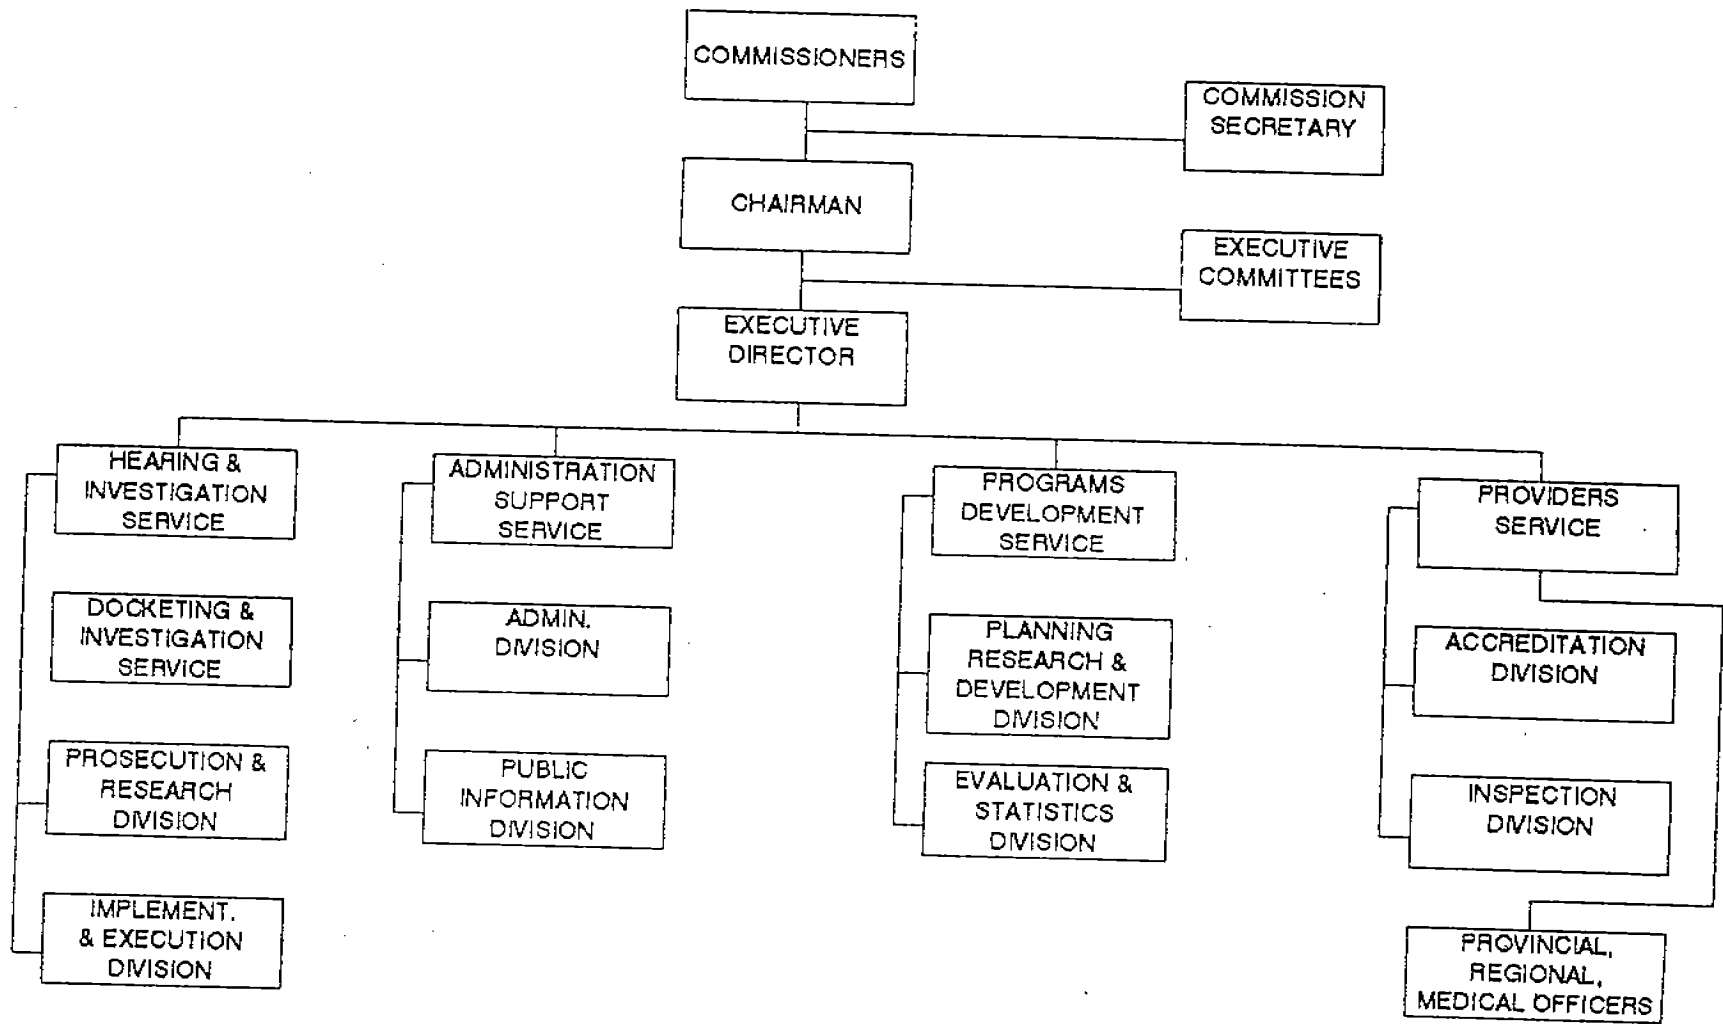 COMMISSIONERS
COMMISSION
SECRETARY
CHAIRMAN
EXECUTIVE
COMMITTEES
EXECUTIVE
DIRECTOR
HEARING &
INVESTIGATION
SERVICE
ADMINISTRATION
SUPPORT
SERVICE
PROGRAMS
DEVELOPMENT
SERVICE
PROVIDERS
SERVICE
DOCKETING &
INVESTIGATION
SERVICE
ADMIN.
DIVISION
PLANNING
RESEARCH &
DEVELOPMENT
DIVISION
ACCREDITATION
DIVISION
PROSECUTION &
RESEARCH
DIVISION
PUBLIC
INFORMATION
DIVISION
EVALUATION &
STATISTICS
DIVISION
INSPECTION
DIVISION
IMPLEMENT.
& EXECUTION
DIVISION
PROVINCIAL,
REGIONAL,
MEDICAL OFFICERS